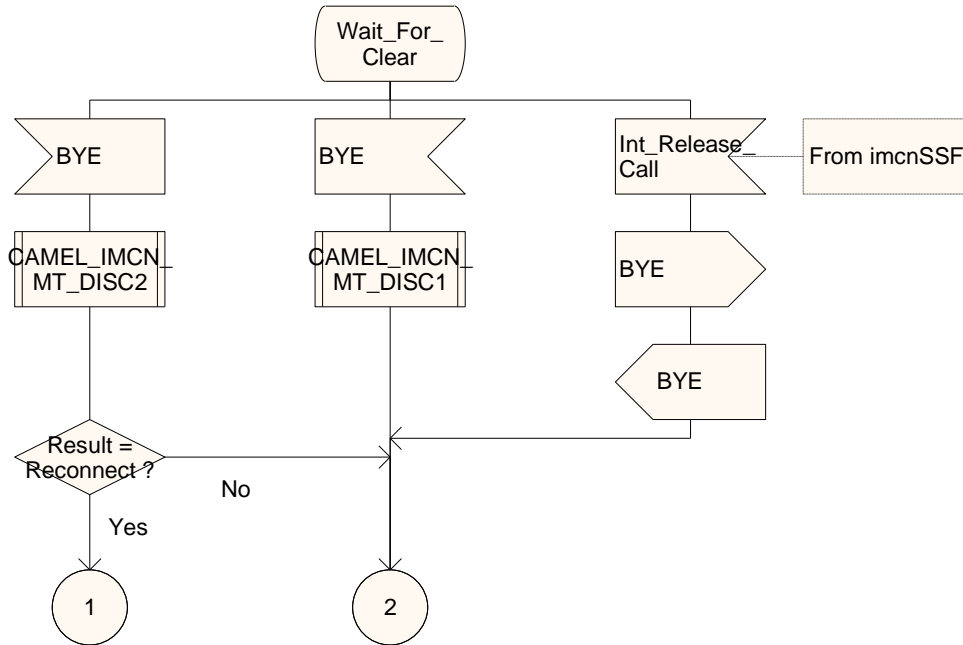 Wait_For_
Clear
BYE
BYE
Int_Release_
Call
From imcnSSF
CAMEL_IMCN_
MT_DISC2
CAMEL_IMCN_
MT_DISC1
BYE
BYE
Result =
Reconnect ?
No
Yes
1
2